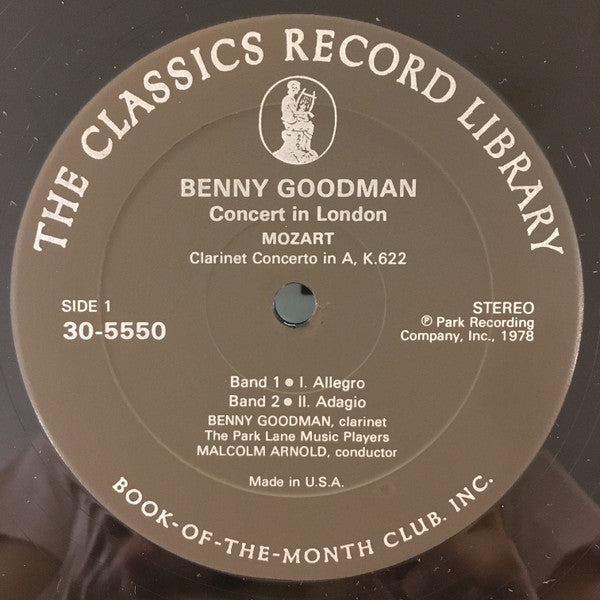 THE CLASSICS RECORD LIBRARY
BENNY GOODMAN
Concert in London
MOZART
Clarinet Concerto in A, K.622
SIDE 1
30-5550
STEREO
℗ Park Recording
Company, Inc., 1978
Band 1 ● I. Allegro
Band 2 ● II. Adagio
BENNY GOODMAN, clarinet
The Park Lane Music Players
MALCOLM ARNOLD, conductor
Made in U.S.A.
BOOK-OF-THE-MONTH CLUB. INC.